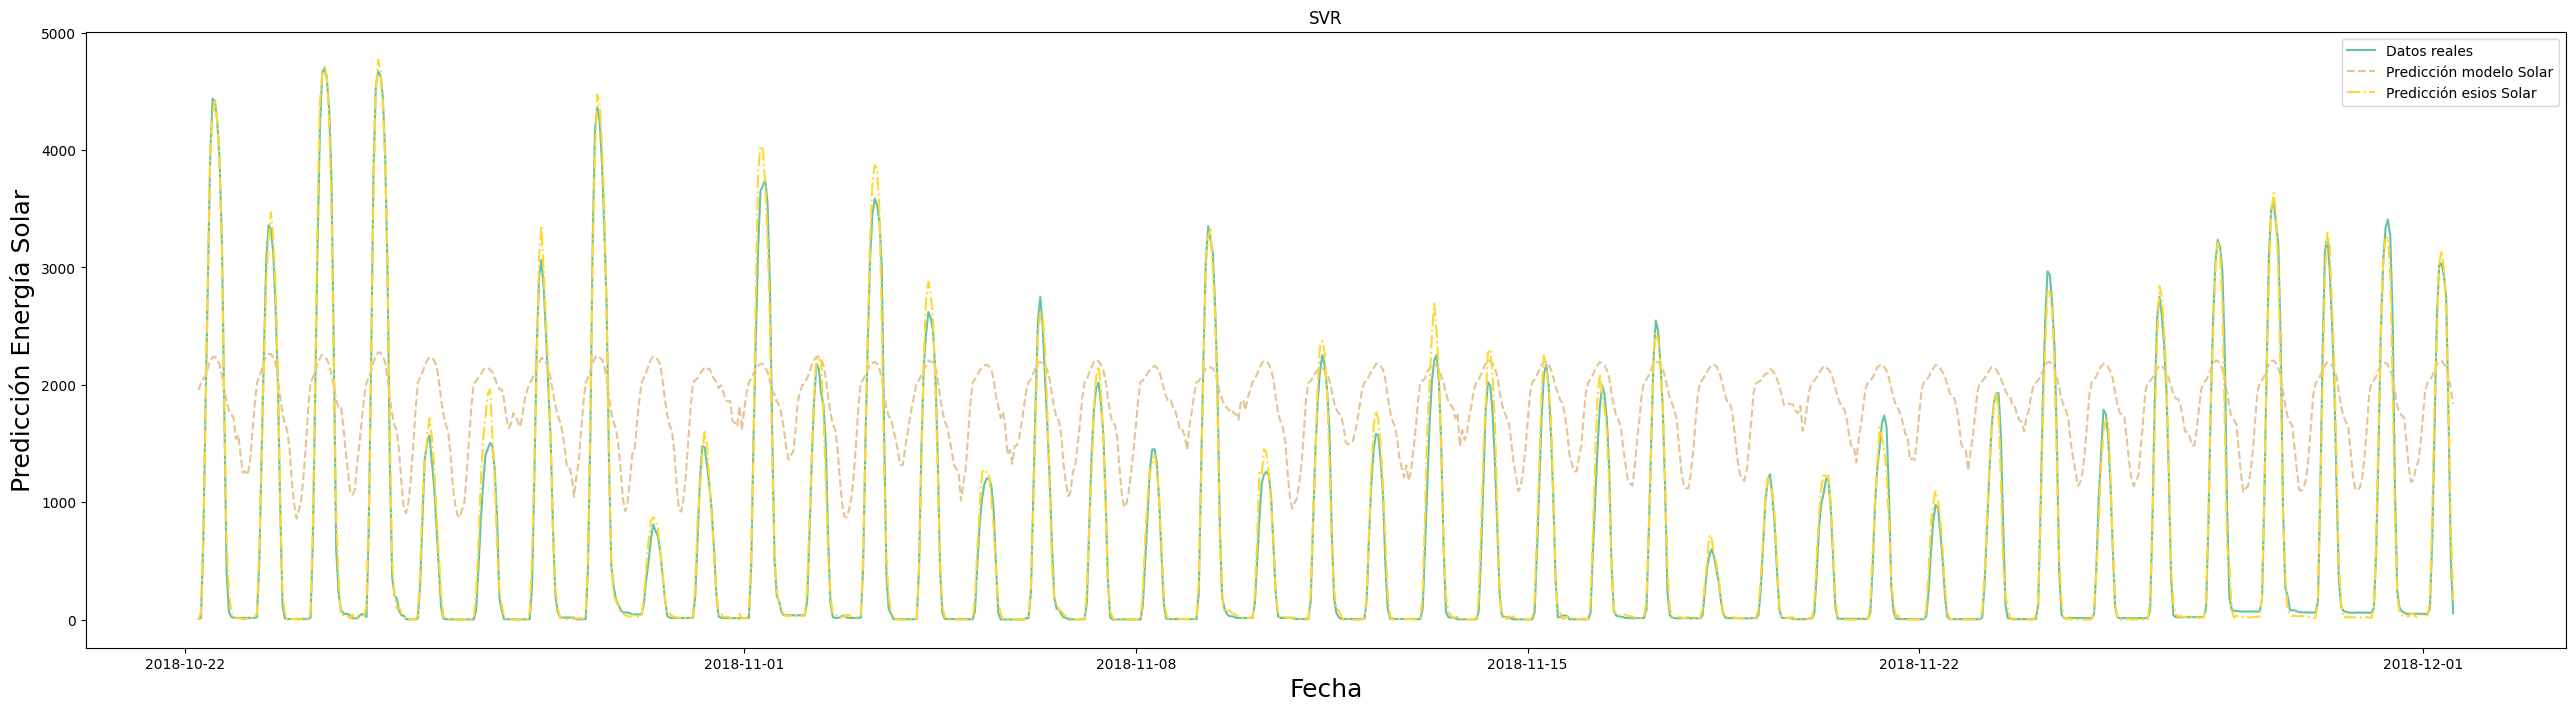 SVR
5000
4000
3000
2000
1000
0
Predicción Energía Solar
Datos reales
Predicción modelo Solar
Predicción esios Solar
2018-10-22
2018-11-01
2018-11-08
2018-11-15
2018-11-22
2018-12-01
Fecha